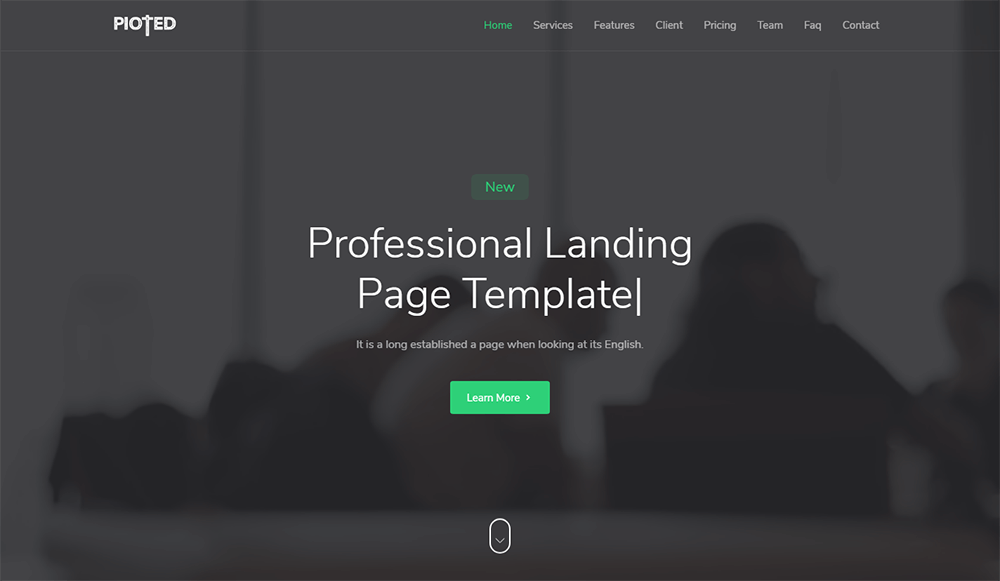 PIOTED
Home Services Features Client Pricing Team Faq Contact
New
Professional Landing
Page Template|
It is a long established a page when looking at its English.
Learn More